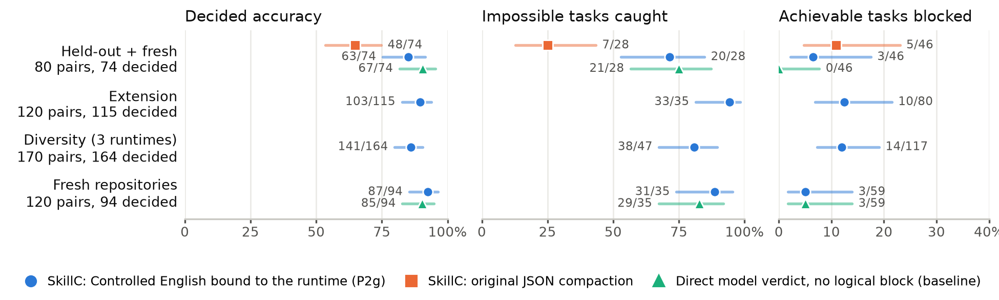 Decided accuracy
Impossible tasks caught
Achievable tasks blocked
Held-out + fresh
80 pairs, 74 decided
48/74
63/74
67/74
7/28
20/28
21/28
5/46
3/46
0/46
Extension
120 pairs, 115 decided
103/115
33/35
10/80
Diversity (3 runtimes)
170 pairs, 164 decided
141/164
38/47
14/117
Fresh repositories
120 pairs, 94 decided
87/94
85/94
31/35
29/35
3/59
3/59
0 25 50 75 100%
0 25 50 75 100%
0 10 20 30 40%
SkillC: Controlled English bound to the runtime (P2g)
SkillC: original JSON compaction
Direct model verdict, no logical block (baseline)